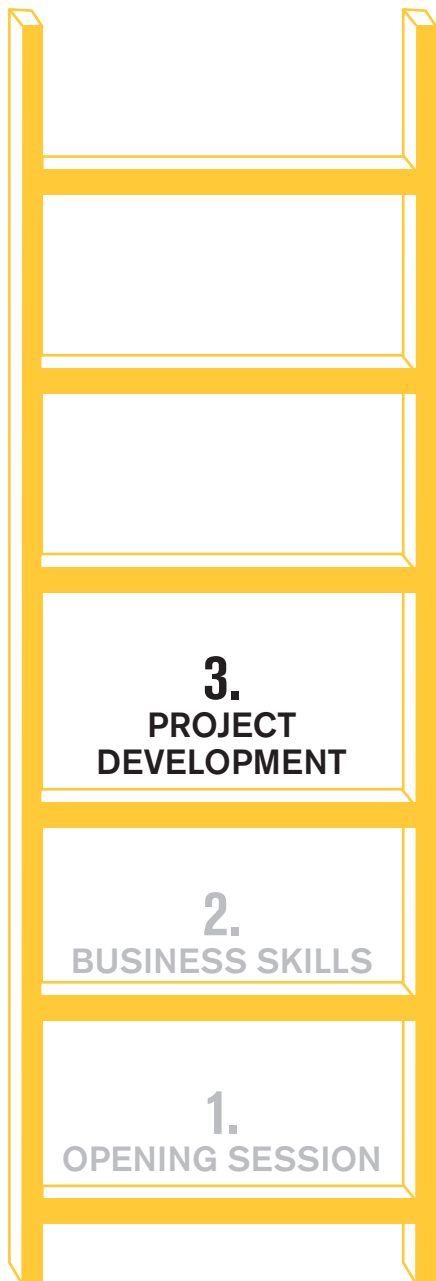 3.
PROJECT
DEVELOPMENT
2.
BUSINESS SKILLS
1.
OPENING SESSION